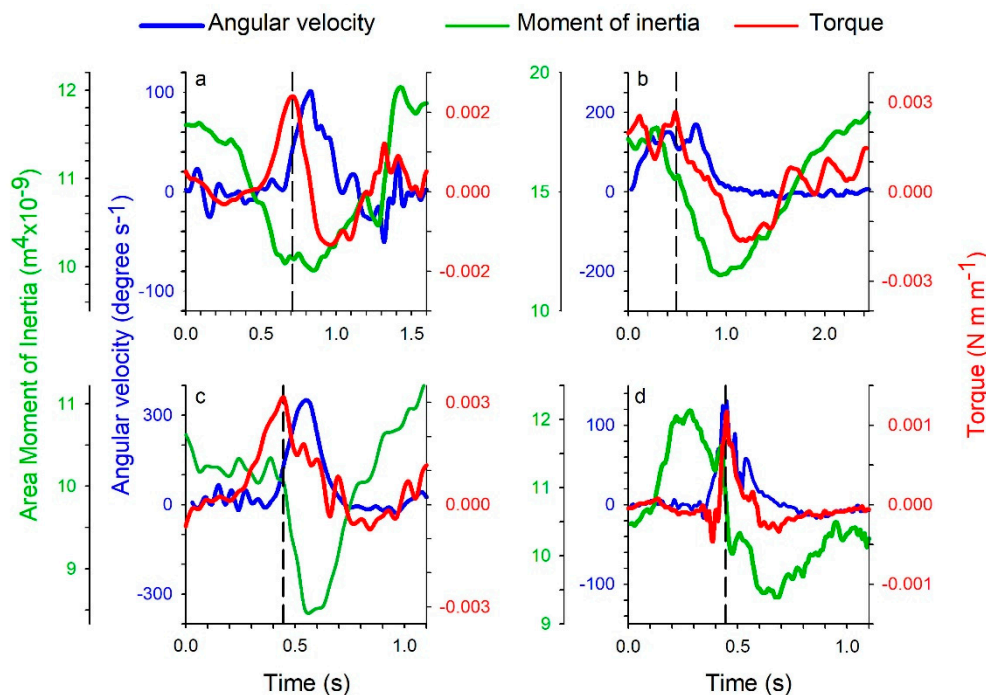 Angular velocity Moment of inertia Torque
a
12
11
10
100
0
-100
0.002
0.000
-0.002
0.0 0.5 1.0 1.5
b
20
15
10
200
0
-200
0.003
0.000
-0.003
0.0 1.0 2.0
Area Moment of Inertia (m⁴x10⁻⁹)
Angular velocity (degree s⁻¹)
Torque (N m m⁻¹)
c
11
10
9
300
0
-300
0.003
0.000
-0.003
0.0 0.5 1.0
Time (s)
d
12
11
10
9
100
0
-100
0.001
0.000
-0.001
0.0 0.5 1.0
Time (s)